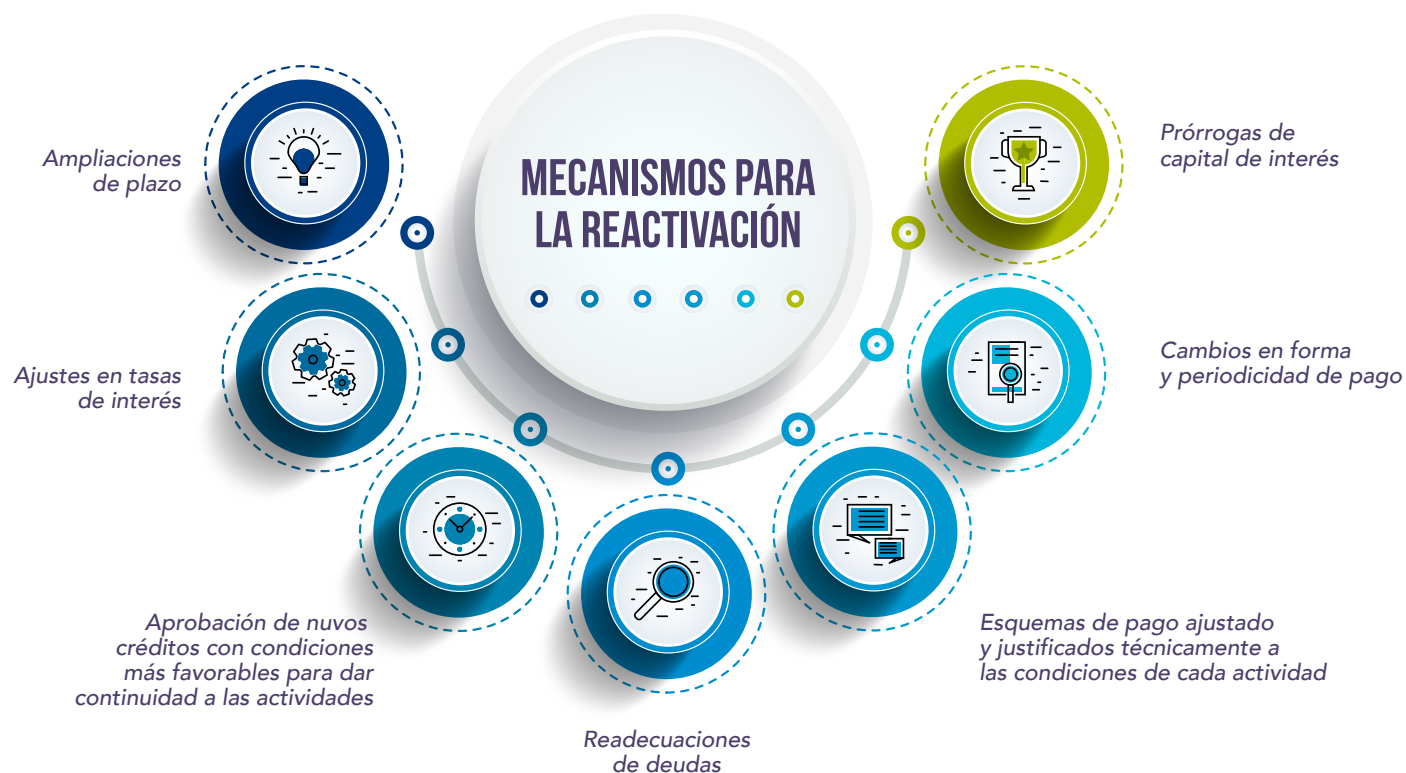 MECANISMOS PARA
LA REACTIVACIÓN
Ampliaciones
de plazo
Ajustes en tasas
de interés
Aprobación de nuvos
créditos con condiciones
más favorables para dar
continuidad a las actividades
Readecuaciones
de deudas
Esquemas de pago ajustado
y justificados técnicamente a
las condiciones de cada actividad
Cambios en forma
y periodicidad de pago
Prórrogas de
capital de interés